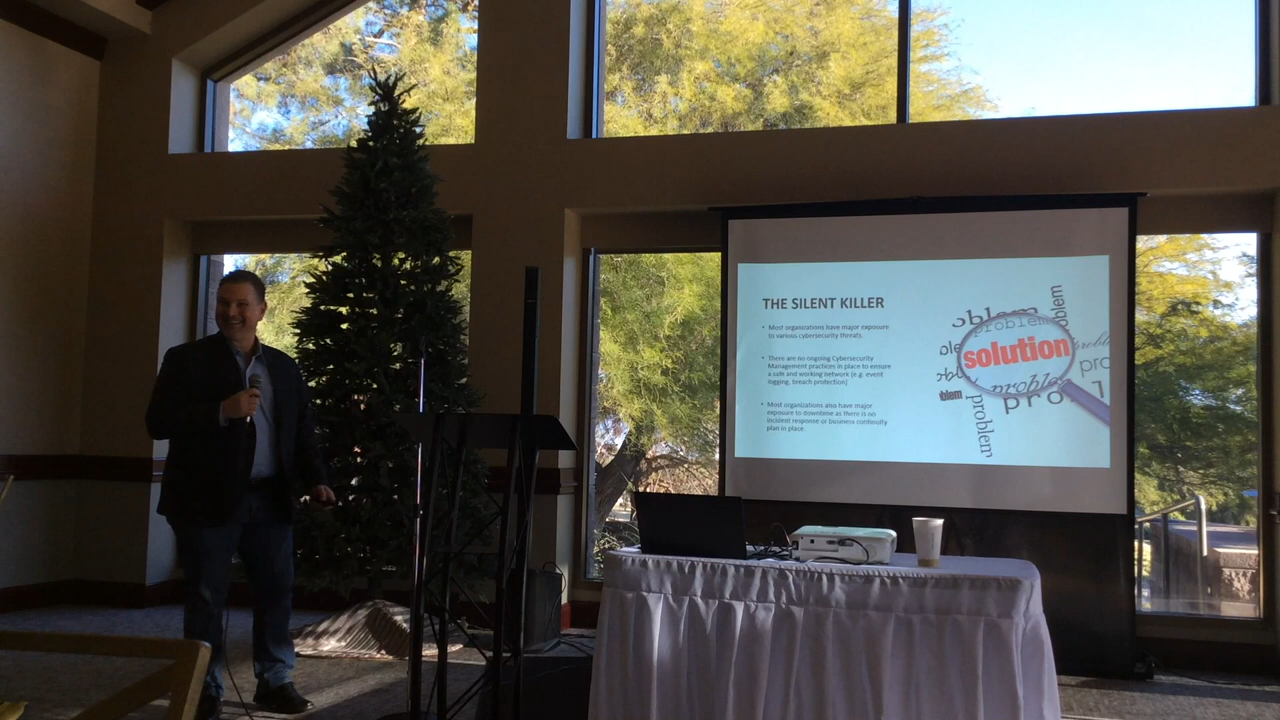 THE SILENT KILLER
• Most organizations have major exposure
to various cybersecurity threats.
• There are no ongoing Cybersecurity
Management practices in place to ensure
a safe and working network (e.g. event
logging, breach protection)
• Most organizations also have major
exposure to downtime as there is no
incident response or business continuity
plan in place.
problem
solution
problem
problem